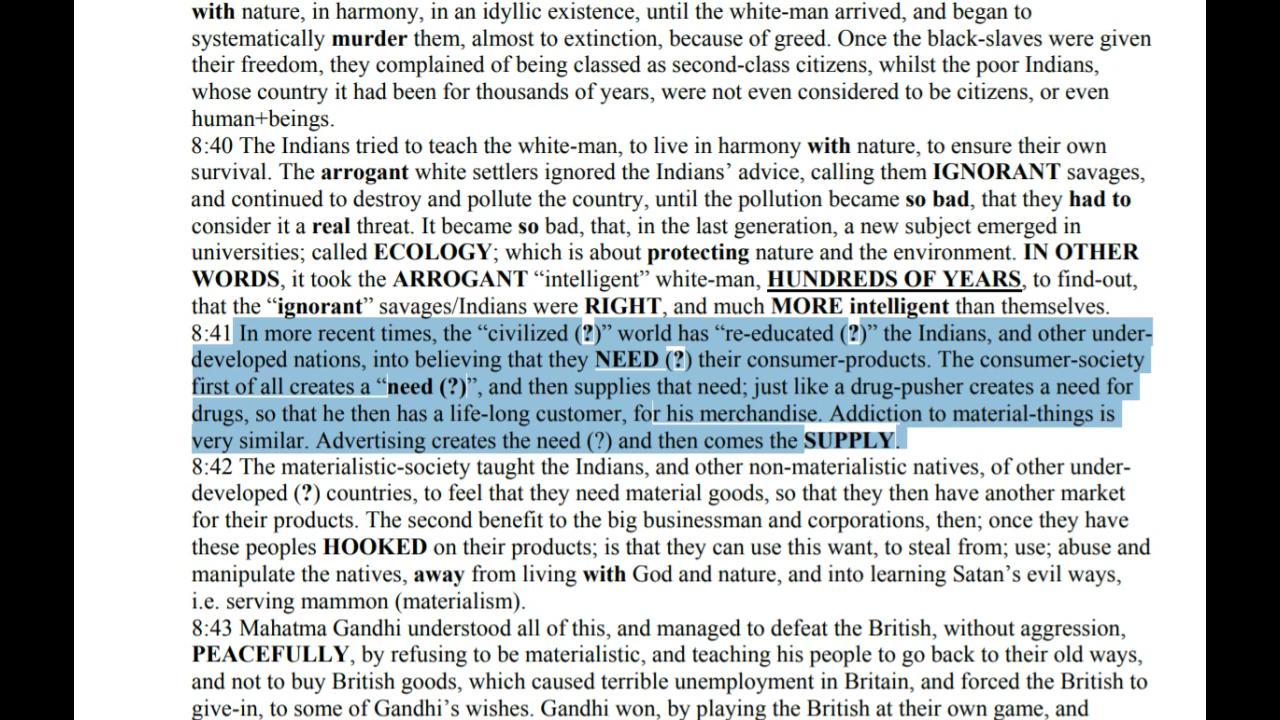 with nature, in harmony, in an idyllic existence, until the white-man arrived, and began to
systematically murder them, almost to extinction, because of greed. Once the black-slaves were given
their freedom, they complained of being classed as second-class citizens, whilst the poor Indians,
whose country it had been for thousands of years, were not even considered to be citizens, or even
human+beings.
8:40 The Indians tried to teach the white-man, to live in harmony with nature, to ensure their own
survival. The arrogant white settlers ignored the Indians’ advice, calling them IGNORANT savages,
and continued to destroy and pollute the country, until the pollution became so bad, that they had to
consider it a real threat. It became so bad, that, in the last generation, a new subject emerged in
universities; called ECOLOGY; which is about protecting nature and the environment. IN OTHER
WORDS, it took the ARROGANT “intelligent” white-man, HUNDREDS OF YEARS, to find-out,
that the “ignorant” savages/Indians were RIGHT, and much MORE intelligent than themselves.
8:41 In more recent times, the “civilized (?)” world has “re-educated (?)” the Indians, and other under-
developed nations, into believing that they NEED (?) their consumer-products. The consumer-society
first of all creates a “need (?)”, and then supplies that need; just like a drug-pusher creates a need for
drugs, so that he then has a life-long customer, for his merchandise. Addiction to material-things is
very similar. Advertising creates the need (?) and then comes the SUPPLY.
8:42 The materialistic-society taught the Indians, and other non-materialistic natives, of other under-
developed (?) countries, to feel that they need material goods, so that they then have another market
for their products. The second benefit to the big businessman and corporations, then; once they have
these peoples HOOKED on their products; is that they can use this want, to steal from; use; abuse and
manipulate the natives, away from living with God and nature, and into learning Satan’s evil ways,
i.e. serving mammon (materialism).
8:43 Mahatma Gandhi understood all of this, and managed to defeat the British, without aggression,
PEACEFULLY, by refusing to be materialistic, and teaching his people to go back to their old ways,
and not to buy British goods, which caused terrible unemployment in Britain, and forced the British to
give-in, to some of Gandhi’s wishes. Gandhi won, by playing the British at their own game, and